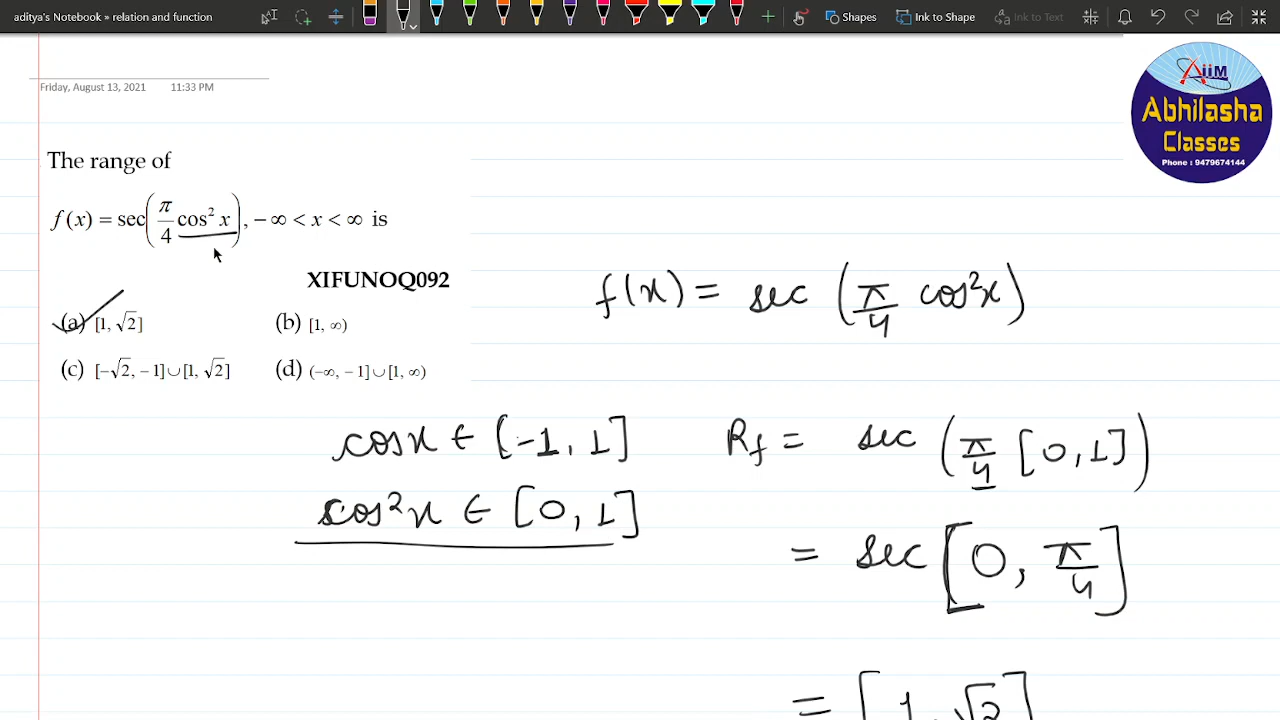 aditya's Notebook » relation and function
Shapes
Ink to Shape
Ink to Text
Friday, August 13, 2021 11:33 PM
AIIM
Abhilasha
Classes
Phone : 9479674144
The range of
f(x) = sec(π/4 cos² x), −∞ < x < ∞ is
XIFUNOQ092
(a) [1, √2]
(b) [1, ∞)
(c) [−√2, −1]∪[1, √2]
(d) (−∞, −1]∪[1, ∞)
f(x) = sec (π/4 cos²x)
cosx ∈ [-1, 1]
cos²x ∈ [0, 1]
Rf = sec (π/4 [0, 1])
= sec [0, π/4]
= [1, √2]